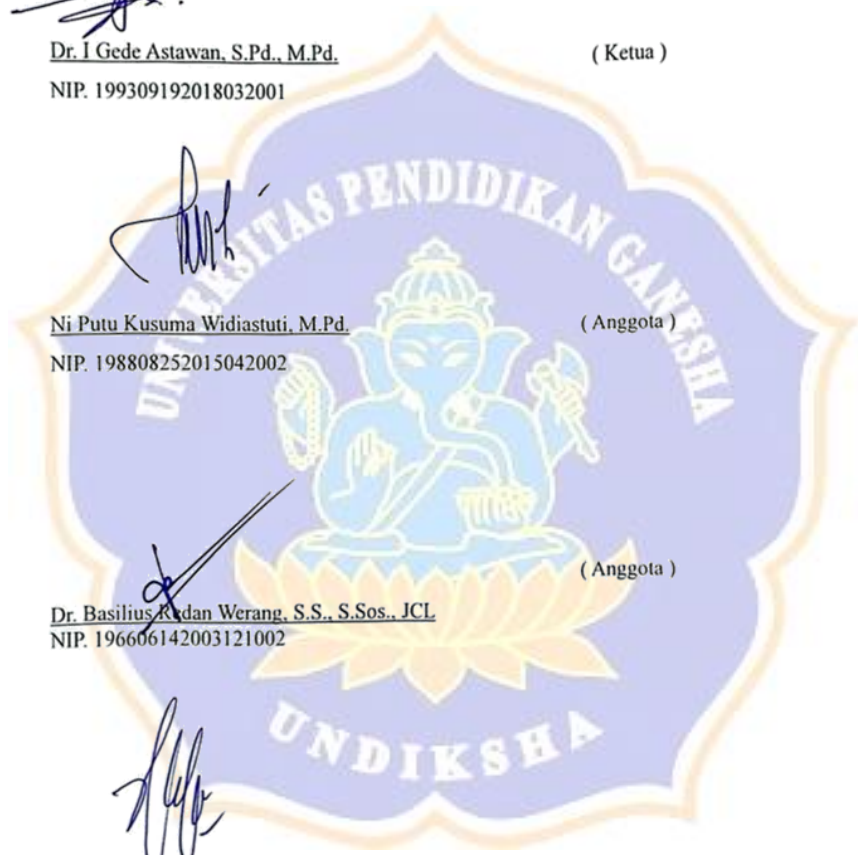 Dr. I Gede Astawan, S.Pd., M.Pd. ( Ketua )
NIP. 199309192018032001
UNIVERSITAS PENDIDIKAN GANESHA
Ni Putu Kusuma Widiastuti, M.Pd. ( Anggota )
NIP. 198808252015042002
( Anggota )
Dr. Basilius Redan Werang, S.S., S.Sos., JCL
NIP. 196606142003121002
UNDIKSHA